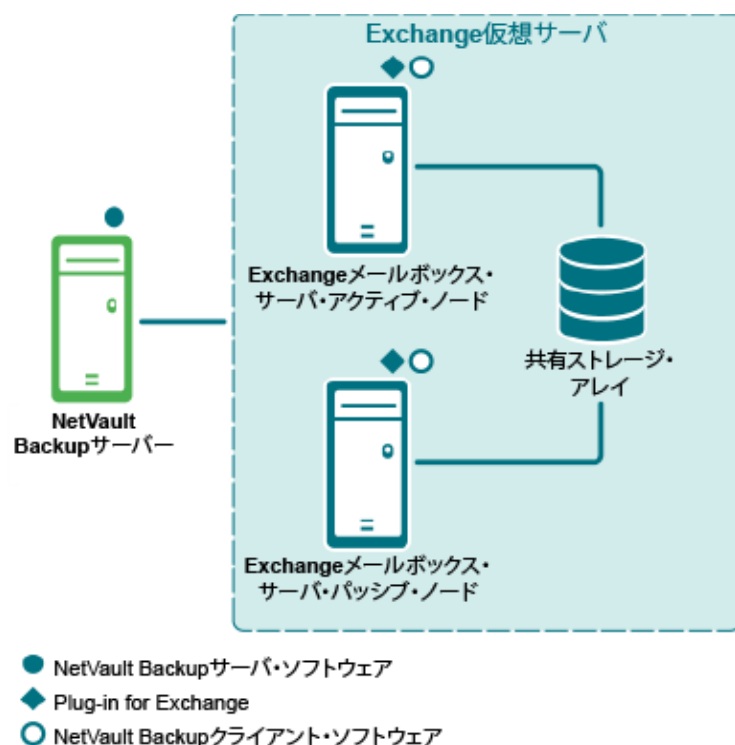 Exchange仮想サーバ
Exchangeメールボックス・
サーバ・アクティブ・ノード
NetVault
Backupサーバー
共有ストレージ・
アレイ
Exchangeメールボックス・
サーバ・パッシブ・ノード
NetVault Backupサーバ・ソフトウェア
Plug-in for Exchange
NetVault Backupクライアント・ソフトウェア